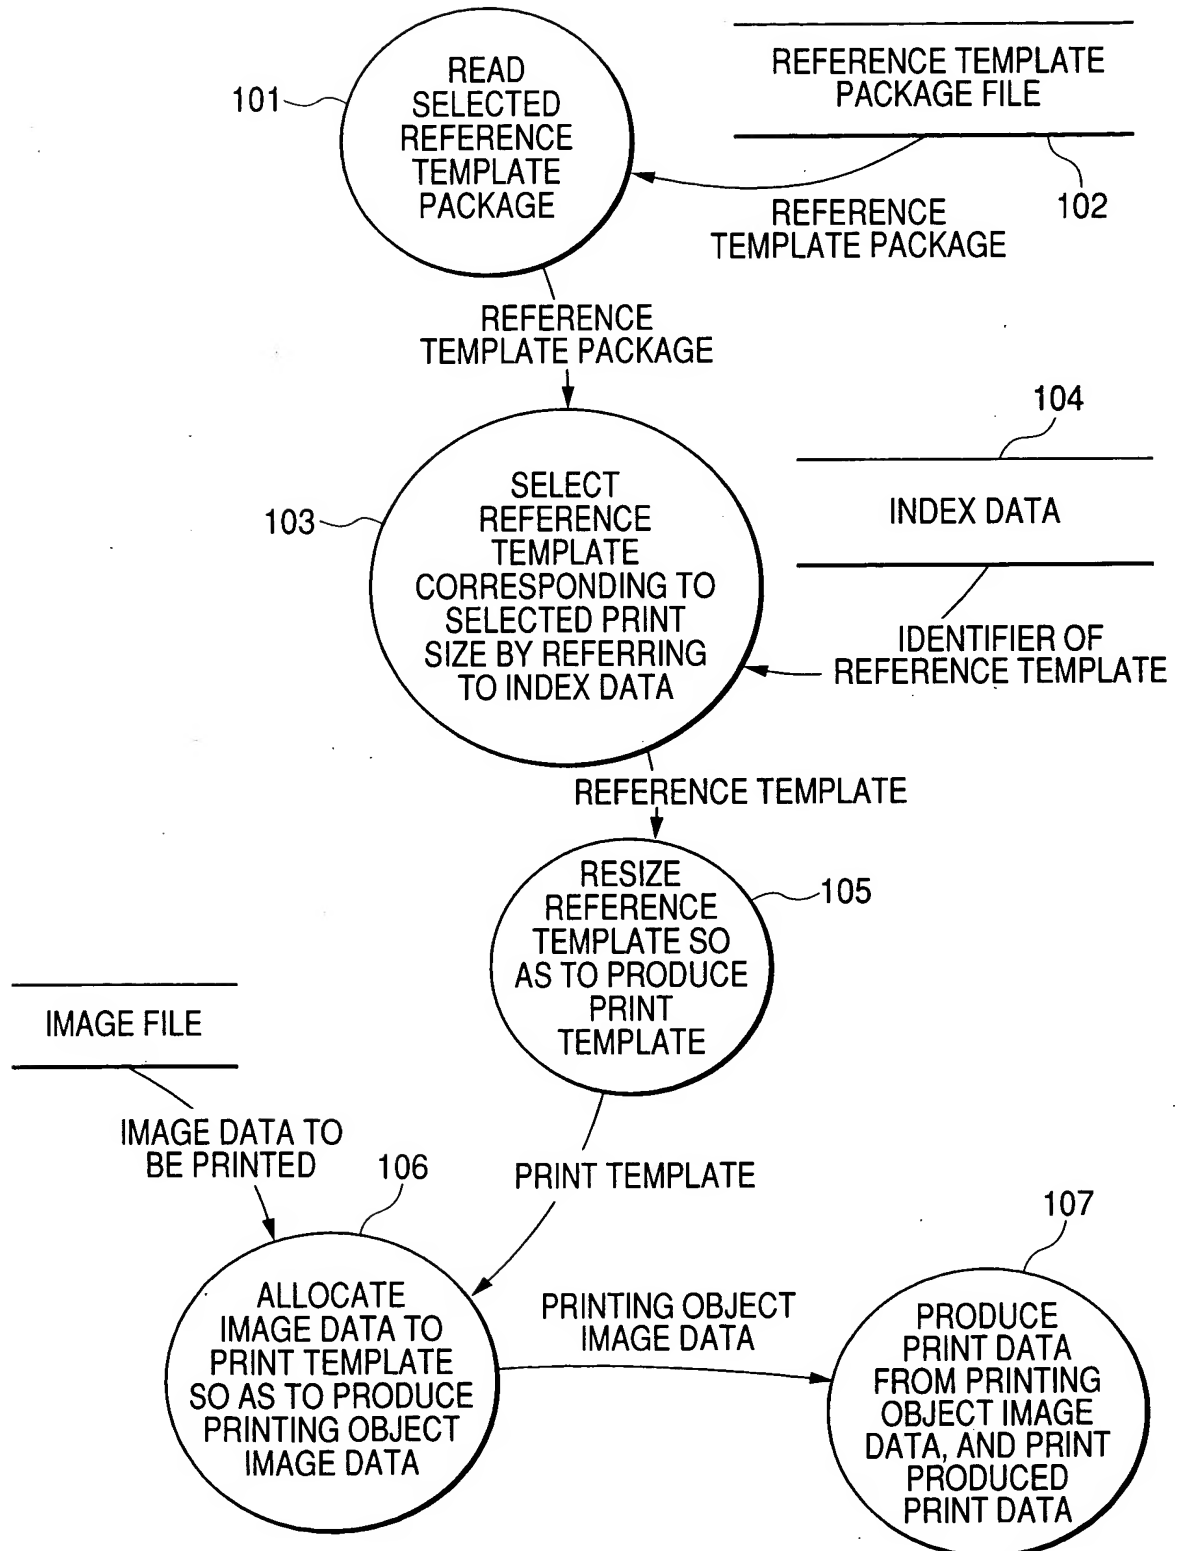 READ
SELECTED
REFERENCE
TEMPLATE
PACKAGE
101
REFERENCE TEMPLATE
PACKAGE FILE
102
REFERENCE
TEMPLATE PACKAGE
REFERENCE
TEMPLATE PACKAGE
104
INDEX DATA
103
SELECT
REFERENCE
TEMPLATE
CORRESPONDING TO
SELECTED PRINT
SIZE BY REFERRING
TO INDEX DATA
IDENTIFIER OF
REFERENCE TEMPLATE
REFERENCE TEMPLATE
RESIZE
REFERENCE
TEMPLATE SO
AS TO PRODUCE
PRINT
TEMPLATE
105
IMAGE FILE
IMAGE DATA TO
BE PRINTED
106
PRINT TEMPLATE
107
ALLOCATE
IMAGE DATA TO
PRINT TEMPLATE
SO AS TO PRODUCE
PRINTING OBJECT
IMAGE DATA
PRINTING OBJECT
IMAGE DATA
PRODUCE
PRINT DATA
FROM PRINTING
OBJECT IMAGE
DATA, AND PRINT
PRODUCED
PRINT DATA